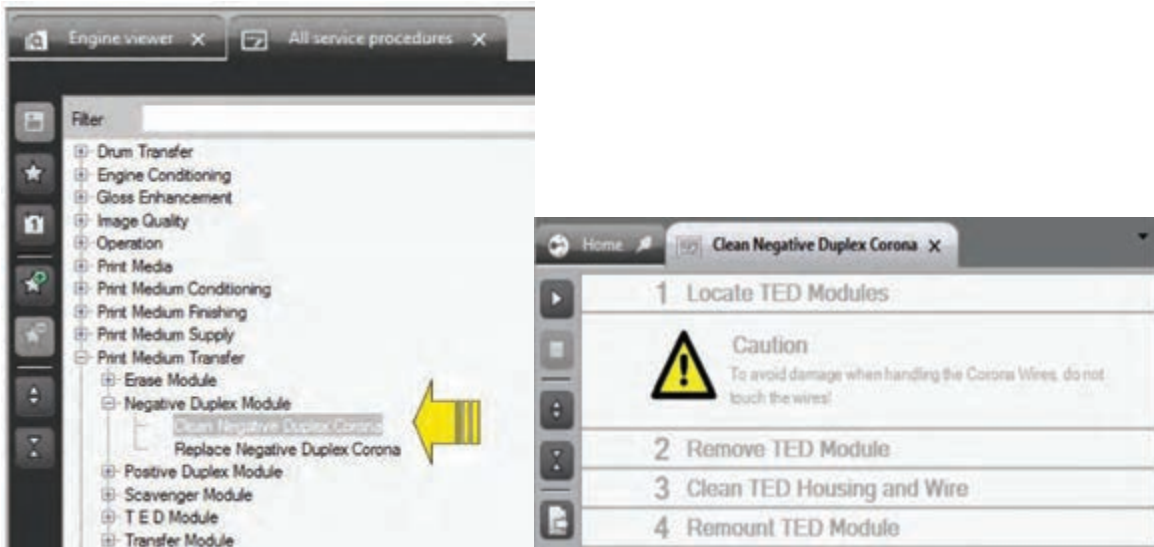 Engine viewer X All service procedures X
Filter
Drum Transfer
Engine Conditioning
Gloss Enhancement
Image Quality
Operation
Print Media
Print Medium Conditioning
Print Medium Finishing
Print Medium Supply
Print Medium Transfer
Erase Module
Negative Duplex Module
Clean Negative Duplex Corona
Replace Negative Duplex Corona
Positive Duplex Module
Scavenger Module
T E D Module
Transfer Module
Home Clean Negative Duplex Corona X
1 Locate TED Modules
Caution
To avoid damage when handling the Corona Wires, do not
touch the wires!
2 Remove TED Module
3 Clean TED Housing and Wire
4 Remount TED Module